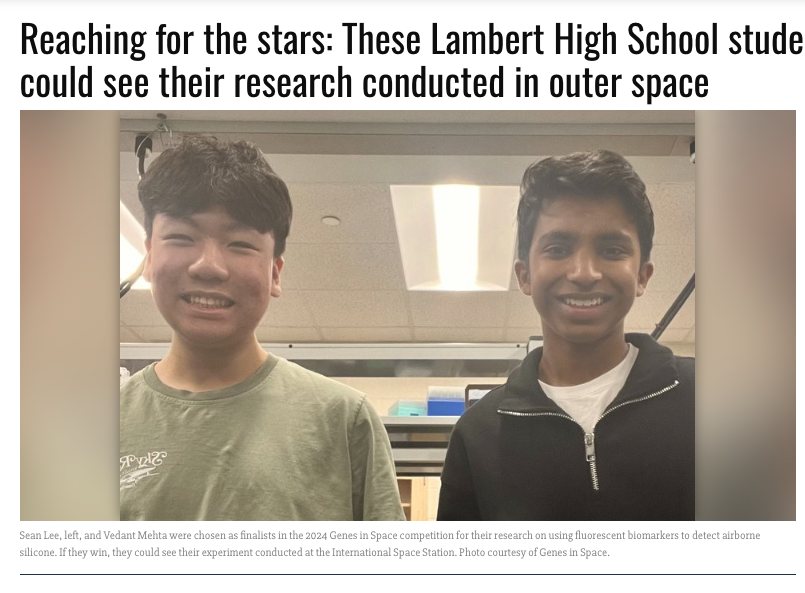 Reaching for the stars: These Lambert High School stude
could see their research conducted in outer space
Sean Lee, left, and Vedant Mehta were chosen as finalists in the 2024 Genes in Space competition for their research on using fluorescent biomarkers to detect airborne
silicone. If they win, they could see their experiment conducted at the International Space Station. Photo courtesy of Genes in Space.